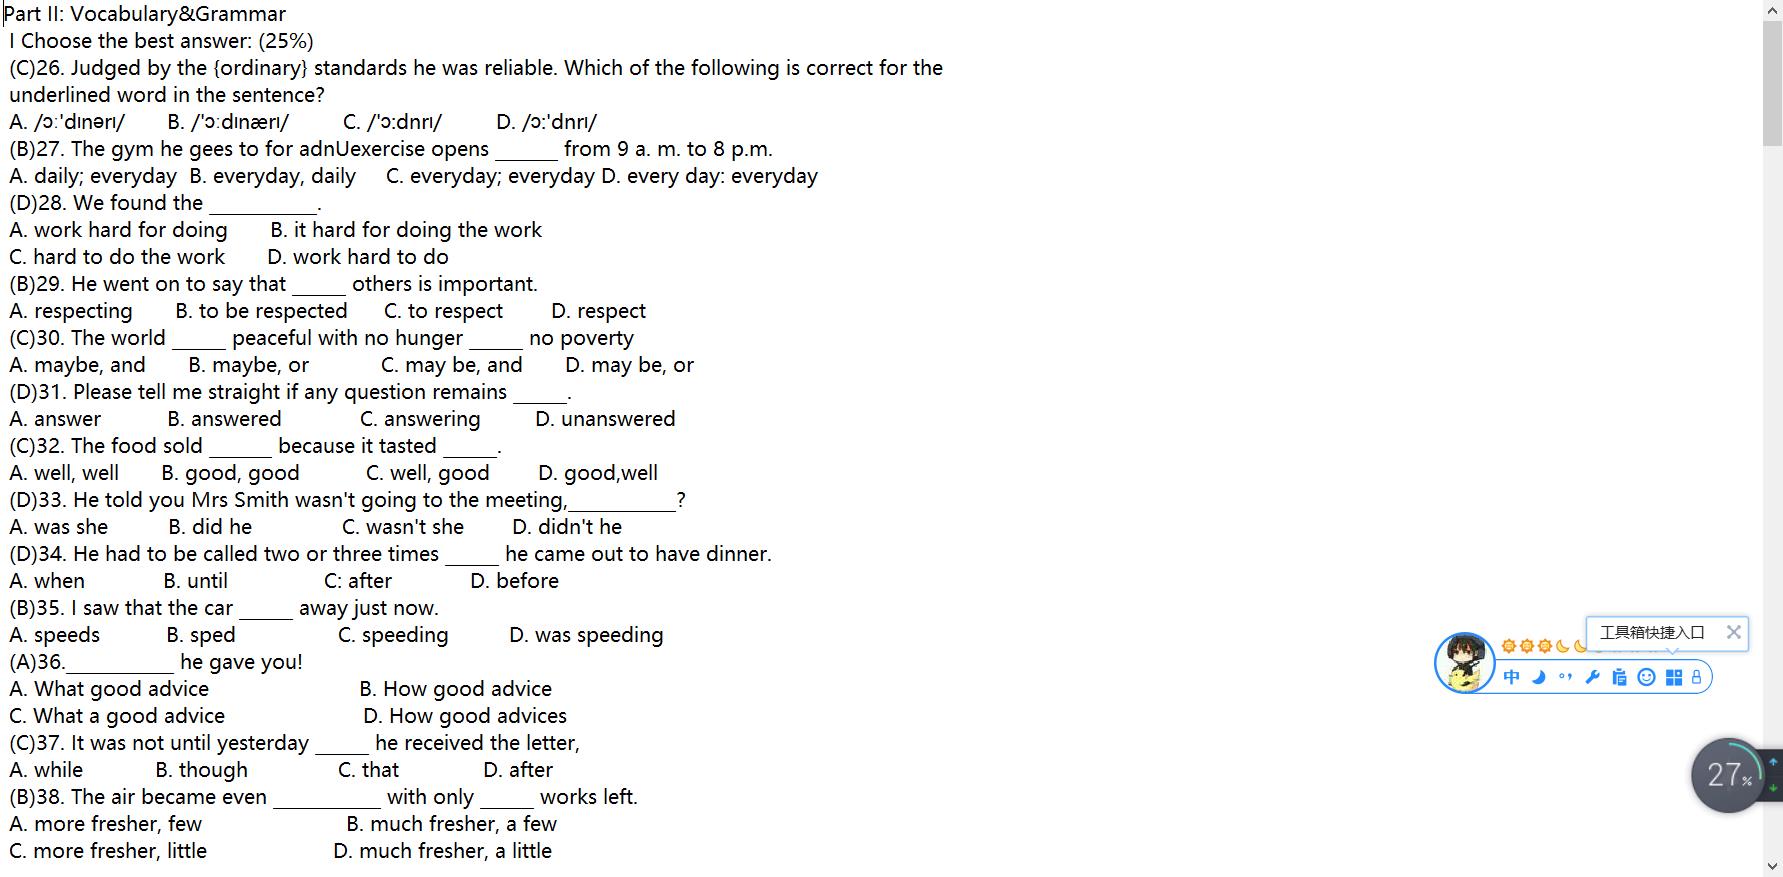 Part II: Vocabulary&Grammar
I Choose the best answer: (25%)
(C)26. Judged by the {ordinary} standards he was reliable. Which of the following is correct for the
underlined word in the sentence?
A. /ɔː'dɪnərɪ/ B. /'ɔːdɪnærɪ/ C. /'ɔːdnrɪ/ D. /ɔː'dnrɪ/
(B)27. The gym he gees to for adnUexercise opens ______ from 9 a. m. to 8 p.m.
A. daily; everyday B. everyday, daily C. everyday; everyday D. every day: everyday
(D)28. We found the __________.
A. work hard for doing B. it hard for doing the work
C. hard to do the work D. work hard to do
(B)29. He went on to say that _____ others is important.
A. respecting B. to be respected C. to respect D. respect
(C)30. The world _____ peaceful with no hunger _____ no poverty
A. maybe, and B. maybe, or C. may be, and D. may be, or
(D)31. Please tell me straight if any question remains _____.
A. answer B. answered C. answering D. unanswered
(C)32. The food sold ______ because it tasted _____.
A. well, well B. good, good C. well, good D. good,well
(D)33. He told you Mrs Smith wasn't going to the meeting,__________?
A. was she B. did he C. wasn't she D. didn't he
(D)34. He had to be called two or three times _____ he came out to have dinner.
A. when B. until C: after D. before
(B)35. I saw that the car _____ away just now.
A. speeds B. sped C. speeding D. was speeding
(A)36.__________ he gave you!
A. What good advice B. How good advice
C. What a good advice D. How good advices
(C)37. It was not until yesterday _____ he received the letter,
A. while B. though C. that D. after
(B)38. The air became even __________ with only _____ works left.
A. more fresher, few B. much fresher, a few
C. more fresher, little D. much fresher, a little
工具箱快捷入口
中
27%